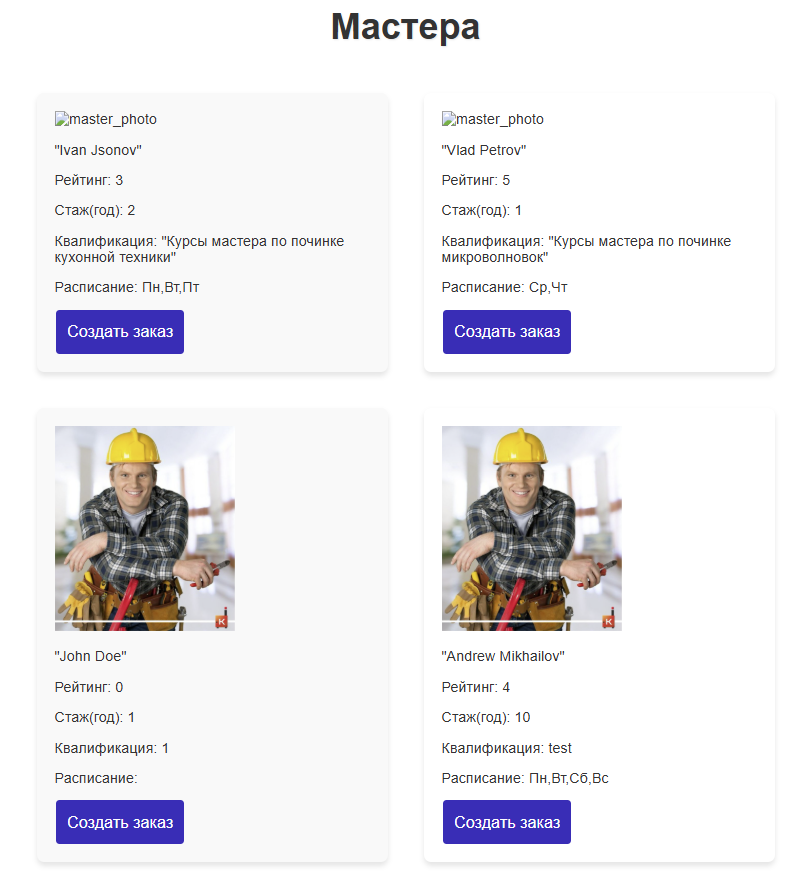 Мастера
master_photo
"Ivan Jsonov"
Рейтинг: 3
Стаж(год): 2
Квалификация: "Курсы мастера по починке
кухонной техники"
Расписание: Пн,Вт,Пт
Создать заказ
master_photo
"Vlad Petrov"
Рейтинг: 5
Стаж(год): 1
Квалификация: "Курсы мастера по починке
микроволновок"
Расписание: Ср,Чт
Создать заказ
K
"John Doe"
Рейтинг: 0
Стаж(год): 1
Квалификация: 1
Расписание:
Создать заказ
K
"Andrew Mikhailov"
Рейтинг: 4
Стаж(год): 10
Квалификация: test
Расписание: Пн,Вт,Сб,Вс
Создать заказ